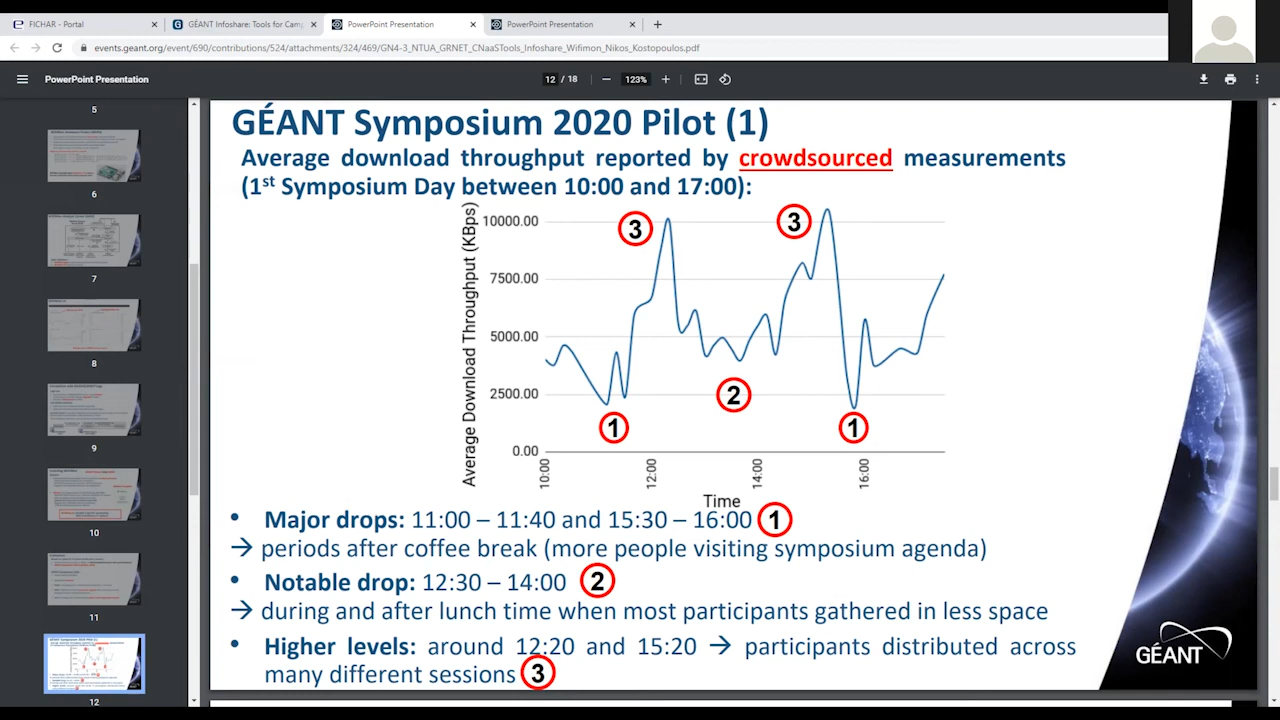 FICHAR - Portal
GÉANT Infoshare: Tools for Cam
PowerPoint Presentation
PowerPoint Presentation
events.geant.org/event/690/contributions/524/attachments/324/469/GN4-3_NTUA_GRNET_CNaaSTools_Infoshare_Wifimon_Nikos_Kostopoulos.pdf
PowerPoint Presentation
12 / 18
123%
5
6
7
8
9
10
11
12
GÉANT Symposium 2020 Pilot (1)
Average download throughput reported by crowdsourced measurements
(1st Symposium Day between 10:00 and 17:00):
Average Download Throughput (KBps)
10000.00
7500.00
5000.00
2500.00
0.00
3
3
2
1
1
10:00
12:00
14:00
16:00
Time
• Major drops: 11:00 – 11:40 and 15:30 – 16:00 1
→ periods after coffee break (more people visiting symposium agenda)
• Notable drop: 12:30 – 14:00 2
→ during and after lunch time when most participants gathered in less space
• Higher levels: around 12:20 and 15:20 → participants distributed across
many different sessions 3
GÉANT